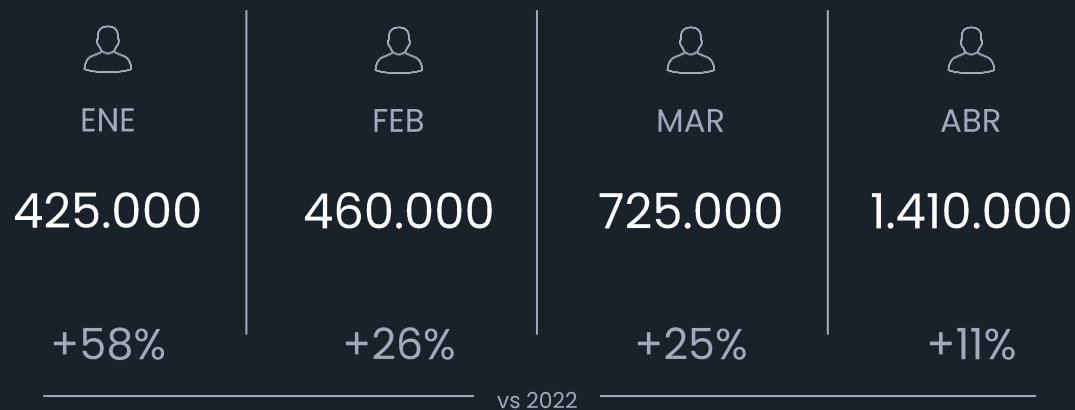 ENE FEB MAR ABR
425.000 460.000 725.000 1.410.000
+58% +26% +25% +11%
vs 2022